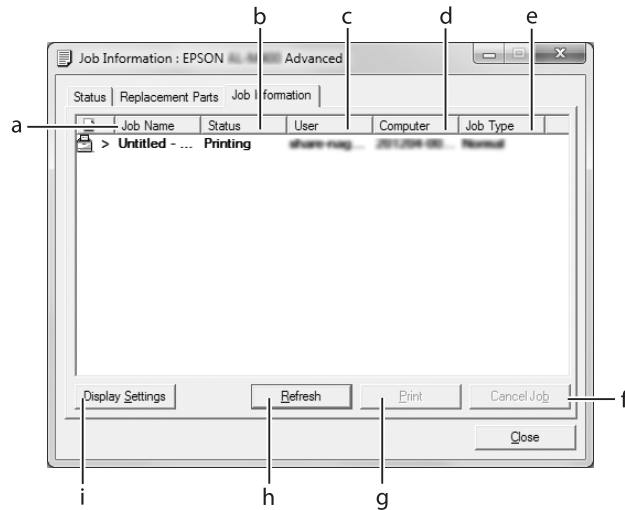 b c d e
Job Information : EPSON Advanced
Status Replacement Parts Job Information
a Job Name Status User Computer Job Type
> Untitled - ... Printing
Display Settings Refresh Print Cancel Job f
Close
i h g